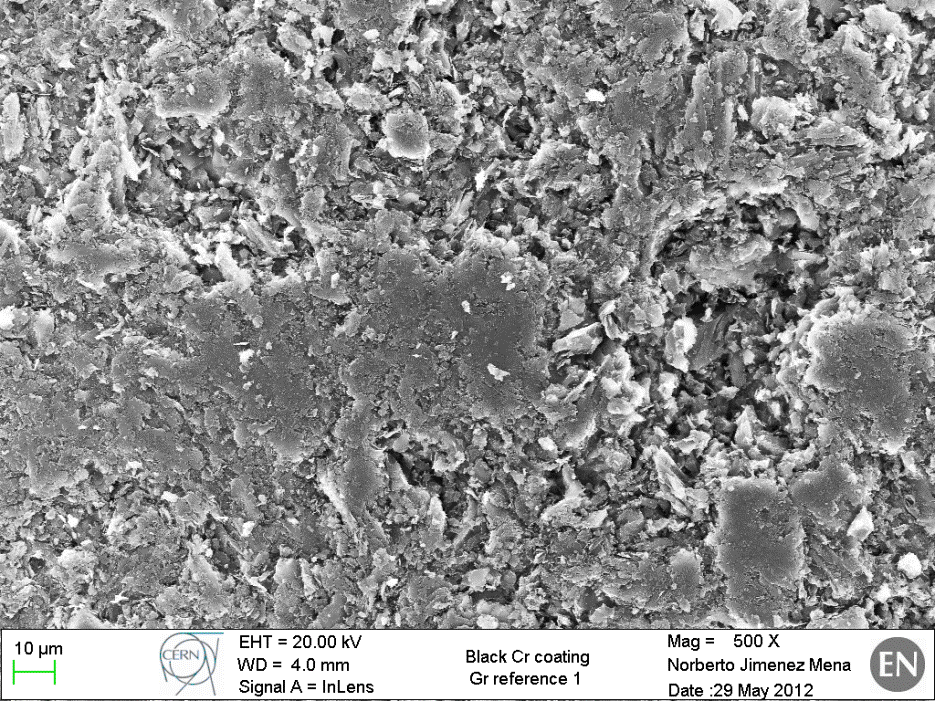 10 µm
CERN
EHT = 20.00 kV
WD = 4.0 mm
Signal A = InLens
Black Cr coating
Gr reference 1
Mag = 500 X
Norberto Jimenez Mena
Date :29 May 2012
EN